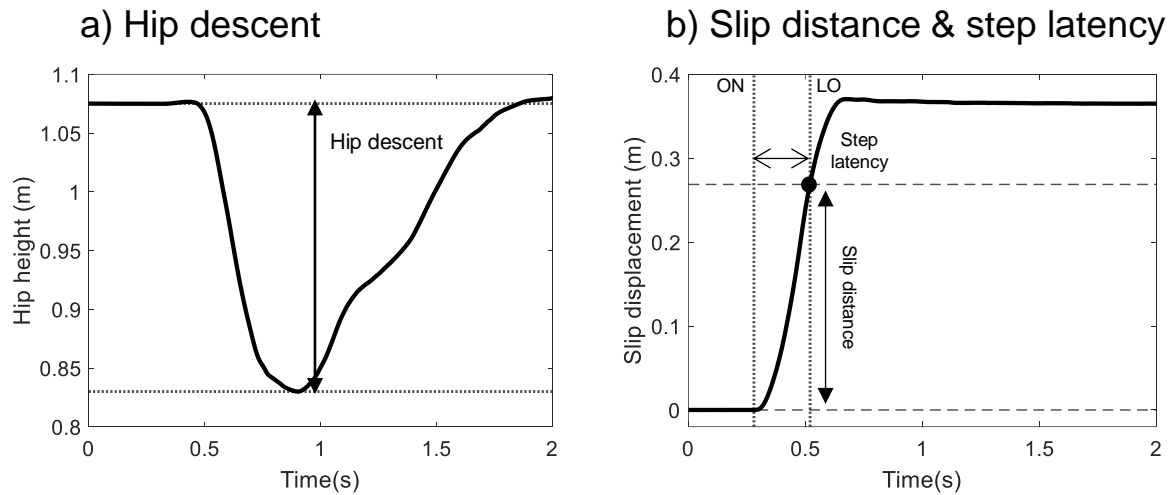 a) Hip descent
b) Slip distance & step latency
Hip height (m)
1.1
1.05
1
0.95
0.9
0.85
0.8
Hip descent
0
0.5
1
1.5
2
Time(s)
Slip displacement (m)
0.4
0.3
0.2
0.1
0
ON
LO
Step
latency
Slip distance
0
0.5
1
1.5
2
Time(s)